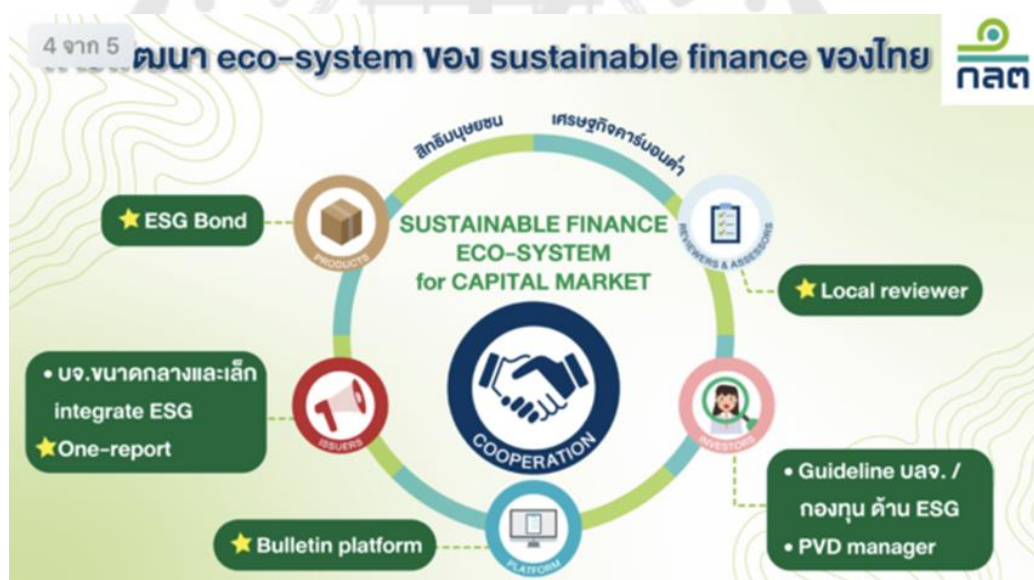 4 จาก 5
ฒนา eco-system ของ sustainable finance ของไทย
กลต
สิทธิมนุษยชน
เศรษฐกิจคาร์บอนต่ำ
ESG Bond
PRODUCTS
SUSTAINABLE FINANCE
ECO-SYSTEM
for CAPITAL MARKET
REVIEWERS & ASSESSORS
Local reviewer
• บจ.ขนาดกลางและเล็ก
integrate ESG
One-report
ISSUERS
COOPERATION
INVESTORS
• Guideline บลจ. /
กองทุน ด้าน ESG
• PVD manager
Bulletin platform
PLATFORM